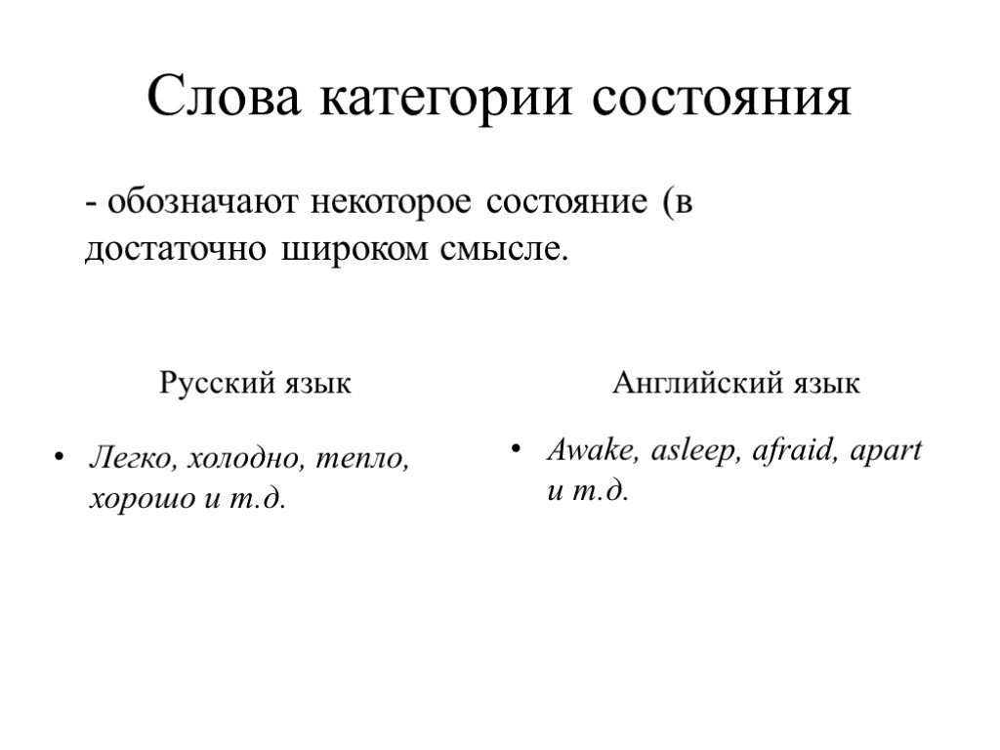 Слова категории состояния
- обозначают некоторое состояние (в
достаточно широком смысле.
Русский язык
• Легко, холодно, тепло,
хорошо и т.д.
Английский язык
• Awake, asleep, afraid, apart
и т.д.